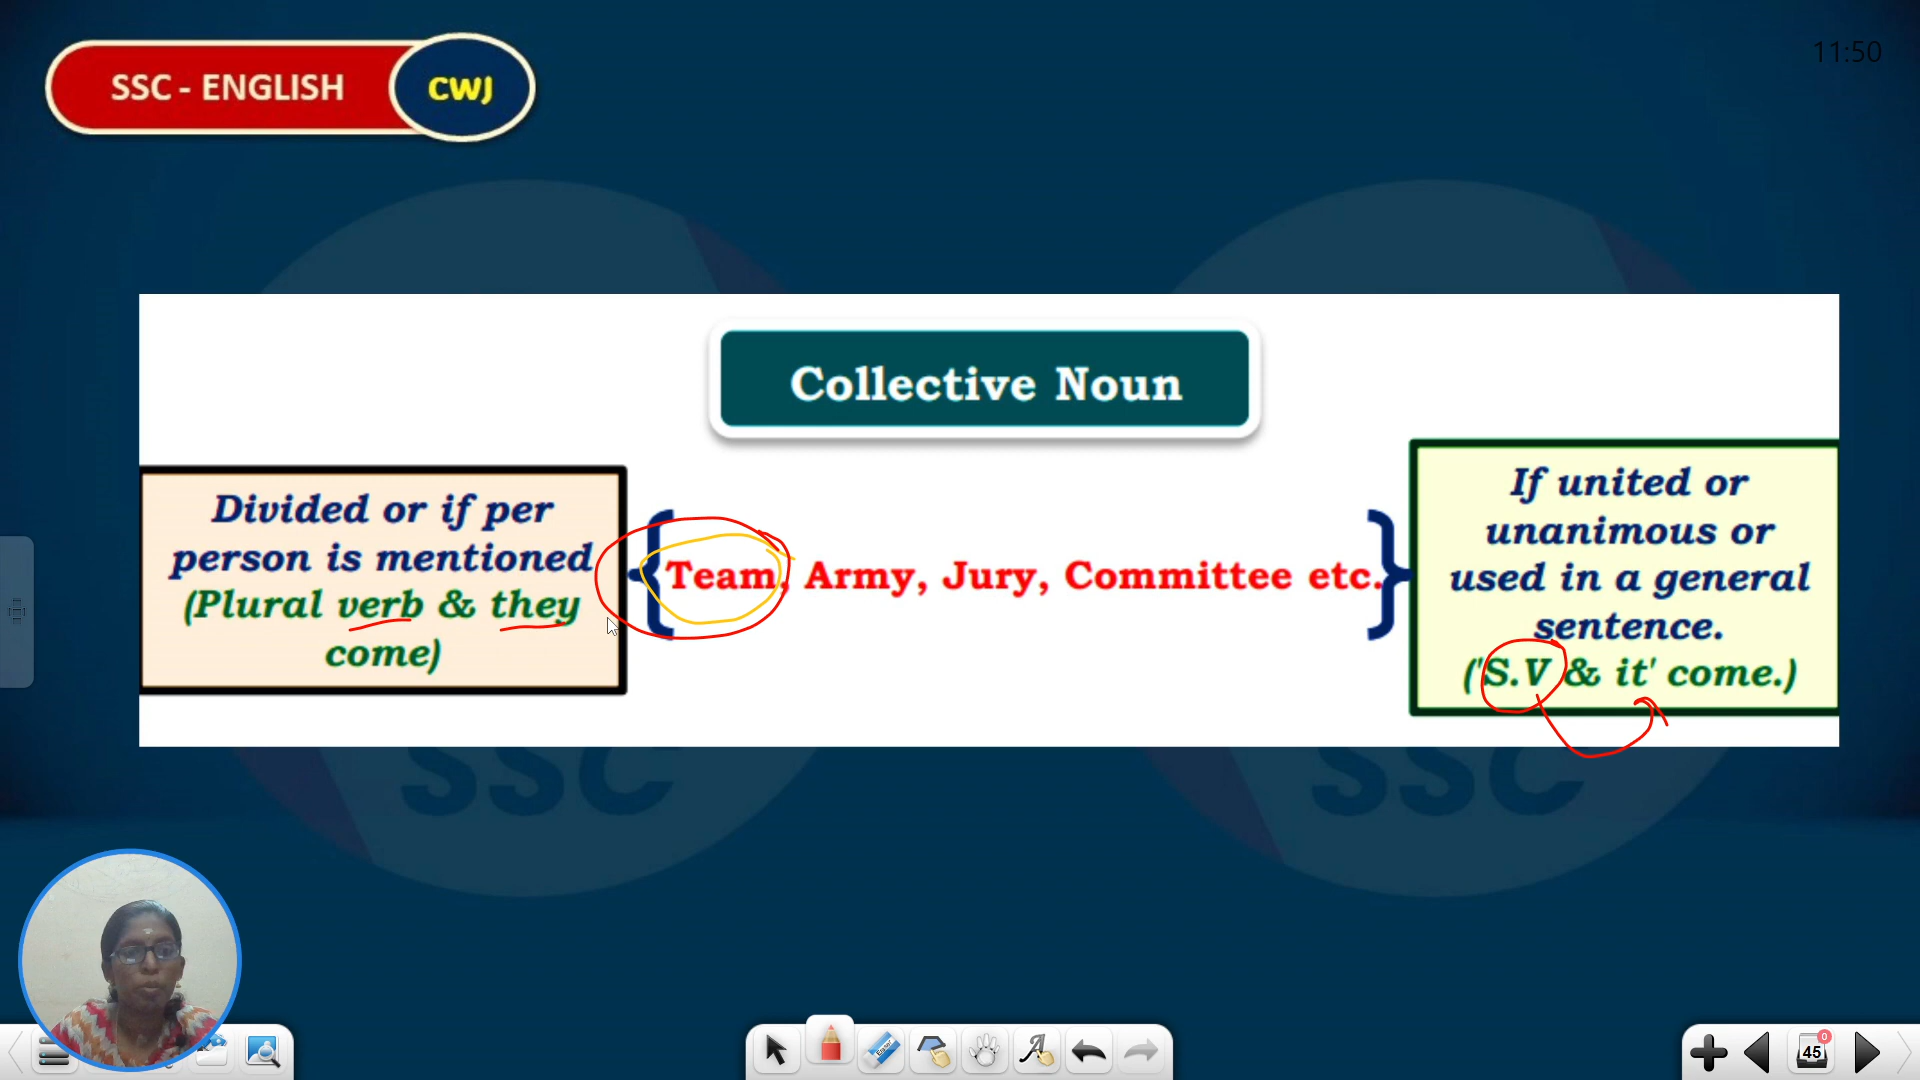 SSC - ENGLISH
CWJ
11:50
Collective Noun
Divided or if per
person is mentioned
(Plural verb & they
come)
{Team, Army, Jury, Committee etc.}
If united or
unanimous or
used in a general
sentence.
('S.V & it' come.)
SSC
SSC
Eraser
A
45
0